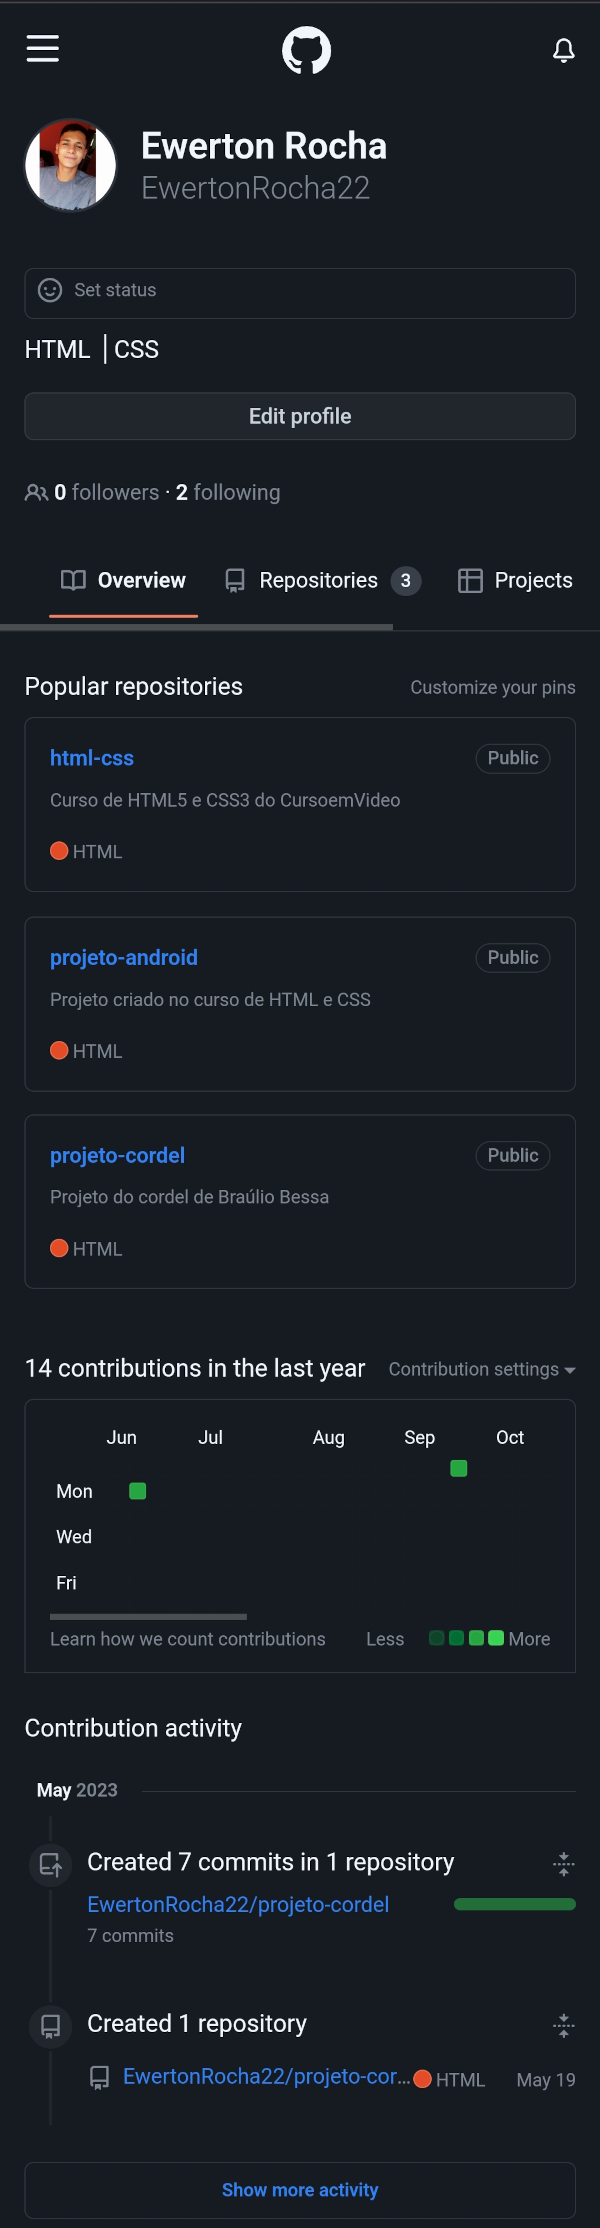 Ewerton Rocha
EwertonRocha22
Set status
HTML | CSS
Edit profile
0 followers · 2 following
Overview Repositories 3 Projects
Popular repositories Customize your pins
html-css Public
Curso de HTML5 e CSS3 do CursoemVideo
HTML
projeto-android Public
Projeto criado no curso de HTML e CSS
HTML
projeto-cordel Public
Projeto do cordel de Braúlio Bessa
HTML
14 contributions in the last year Contribution settings
Jun Jul Aug Sep Oct
Mon
Wed
Fri
Learn how we count contributions Less More
Contribution activity
May 2023
Created 7 commits in 1 repository
EwertonRocha22/projeto-cordel
7 commits
Created 1 repository
EwertonRocha22/projeto-cor... HTML May 19
Show more activity